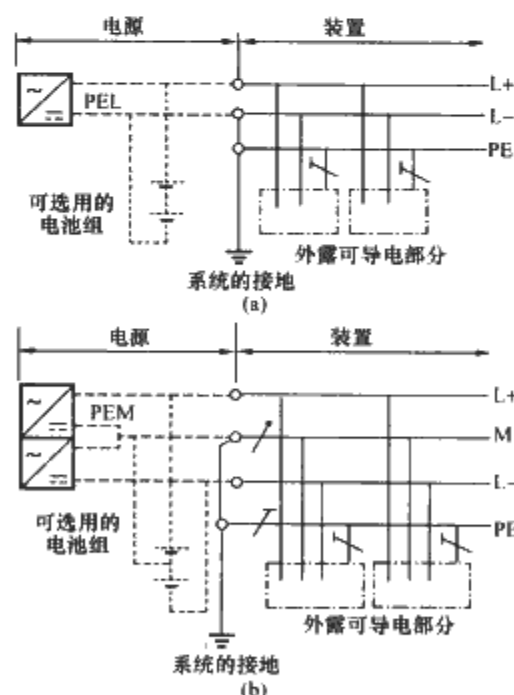 电源
装置
L+
PEL
L-
PE
可选用的
电池组
外露可导电部分
系统的接地
(a)
电源
装置
L+
PEM
M
L-
可选用的
电池组
PE
外露可导电部分
系统的接地
(b)